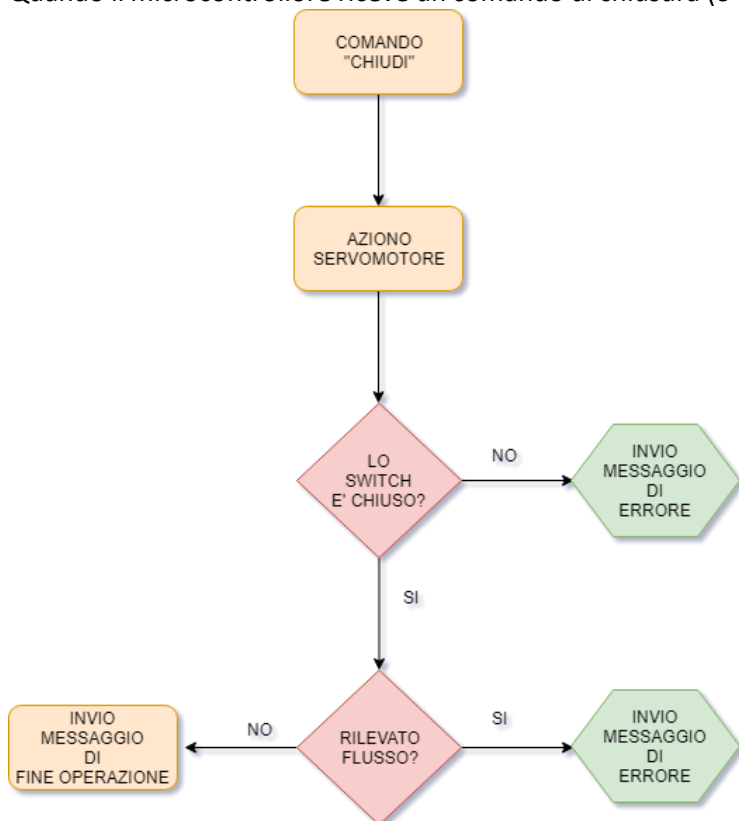 Quando il microcontrollore riceve un comando di chiusura (o
COMANDO
"CHIUDI"
AZIONO
SERVOMOTORE
LO
SWITCH
E' CHIUSO?
NO
INVIO
MESSAGGIO
DI
ERRORE
SI
INVIO
MESSAGGIO
DI
FINE OPERAZIONE
NO
RILEVATO
FLUSSO?
SI
INVIO
MESSAGGIO
DI
ERRORE